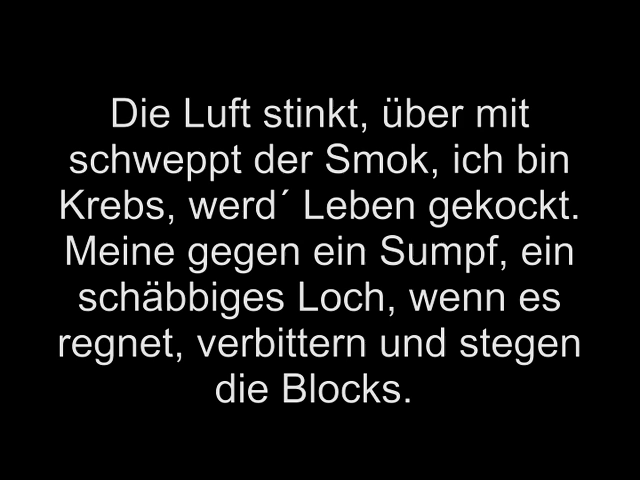 Die Luft stinkt, über mit
schweppt der Smok, ich bin
Krebs, werd´ Leben gekockt.
Meine gegen ein Sumpf, ein
schäbbiges Loch, wenn es
regnet, verbittern und stegen
die Blocks.